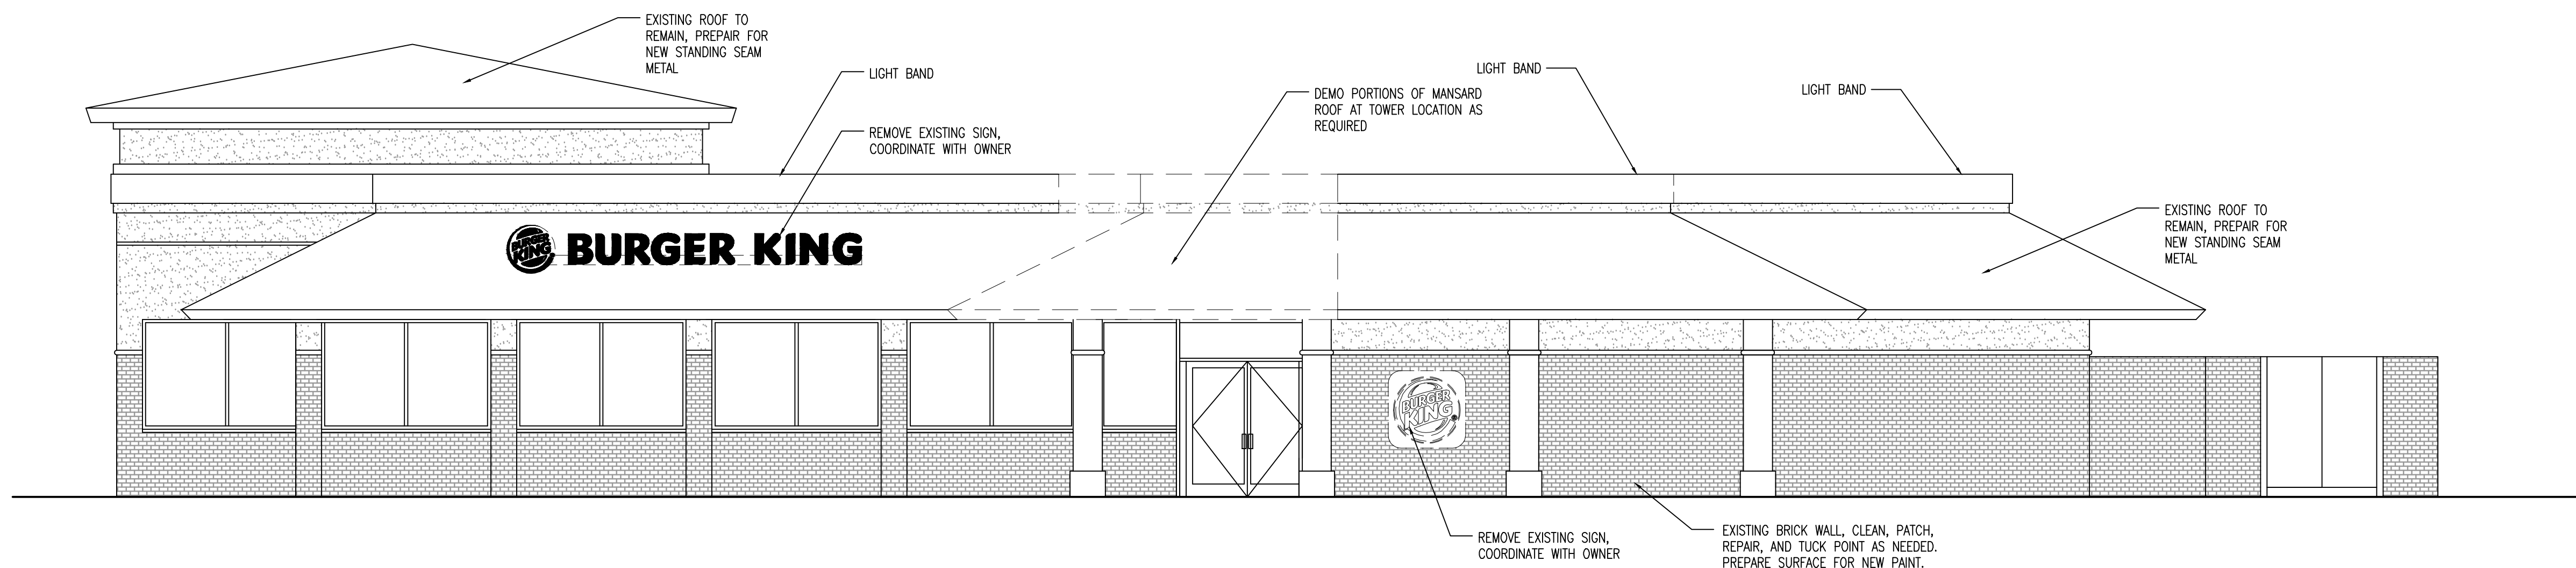 EXISTING ROOF TO
REMAIN, PREPAIR FOR
NEW STANDING SEAM
METAL
LIGHT BAND
REMOVE EXISTING SIGN,
COORDINATE WITH OWNER
DEMO PORTIONS OF MANSARD
ROOF AT TOWER LOCATION AS
REQUIRED
LIGHT BAND
LIGHT BAND
EXISTING ROOF TO
REMAIN, PREPAIR FOR
NEW STANDING SEAM
METAL
BURGER
KING
BURGER KING
BURGER
KING®
REMOVE EXISTING SIGN,
COORDINATE WITH OWNER
EXISTING BRICK WALL, CLEAN, PATCH,
REPAIR, AND TUCK POINT AS NEEDED.
PREPARE SURFACE FOR NEW PAINT.